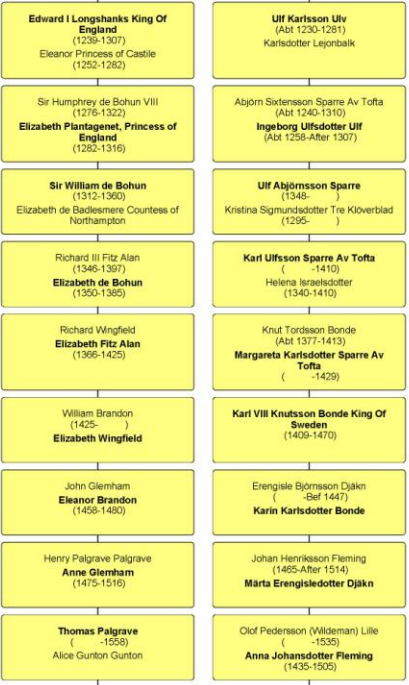 Edward I Longshanks King Of
England
(1239-1307)
Eleanor Princess of Castile
(1252-1282)
Sir Humphrey de Bohun VIII
(1276-1322)
Elizabeth Plantagenet, Princess of
England
(1282-1316)
Sir William de Bohun
(1312-1360)
Elizabeth de Badlesmere Countess of
Northampton
Richard III Fitz Alan
(1346-1397)
Elizabeth de Bohun
(1350-1385)
Richard Wingfield
Elizabeth Fitz Alan
(1366-1425)
William Brandon
(1425- )
Elizabeth Wingfield
John Glemham
Eleanor Brandon
(1458-1480)
Henry Palgrave Palgrave
Anne Glemham
(1475-1516)
Thomas Palgrave
( -1558)
Alice Gunton Gunton
Ulf Karlsson Ulv
(Abt 1230-1281)
Karlsdotter Lejonbalk
Abjörn Sixtensson Sparre Av Tofta
(Abt 1240-1310)
Ingeborg Ulfsdotter Ulf
(Abt 1258-After 1307)
Ulf Abjörnsson Sparre
(1348- )
Kristina Sigmundsdotter Tre Klöverblad
(1295- )
Karl Ulfsson Sparre Av Tofta
( -1410)
Helena Israelsdotter
(1340-1410)
Knut Tordsson Bonde
(Abt 1377-1413)
Margareta Karlsdotter Sparre Av
Tofta
( -1429)
Karl VIII Knutsson Bonde King Of
Sweden
(1409-1470)
Erengisle Björnsson Djäkn
( -Bef 1447)
Karin Karlsdotter Bonde
Johan Henriksson Fleming
(1465-After 1514)
Märta Erengisledotter Djäkn
Olof Pedersson (Wildeman) Lille
( -1535)
Anna Johansdotter Fleming
(1435-1505)